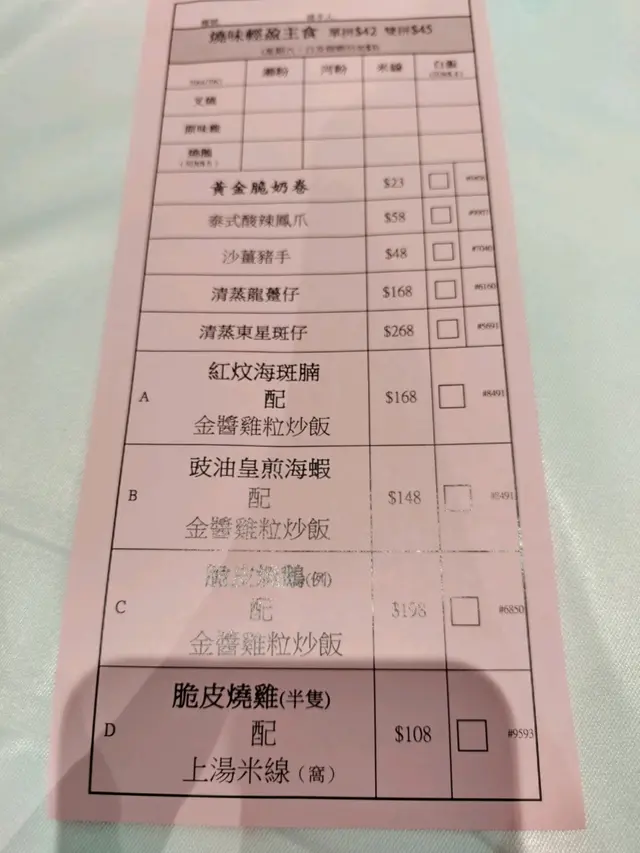 燒味輕盈主食 單拼$42 雙拼$45
瀨粉 河粉 米線 白飯
叉燒
黃金脆奶卷 $23
泰式酸辣鳳爪 $58
沙薑豬手 $48
清蒸龍躉仔 $168
清蒸東星斑仔 $268 #5891
A 紅炆海斑腩 $168 #8491
配
金醬雞粒炒飯
B 豉油皇煎海蝦 $148
配
金醬雞粒炒飯
C (例) $198 #6850
配
金醬雞粒炒飯
D 脆皮燒雞(半隻) $108 #9593
配
上湯米線(窩)